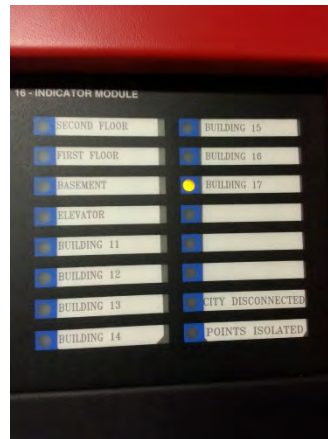 16 - INDICATOR MODULE
SECOND FLOOR
FIRST FLOOR
BASEMENT
ELEVATOR
BUILDING 11
BUILDING 12
BUILDING 13
BUILDING 14
BUILDING 15
BUILDING 16
BUILDING 17
CITY DISCONNECTED
POINTS ISOLATED